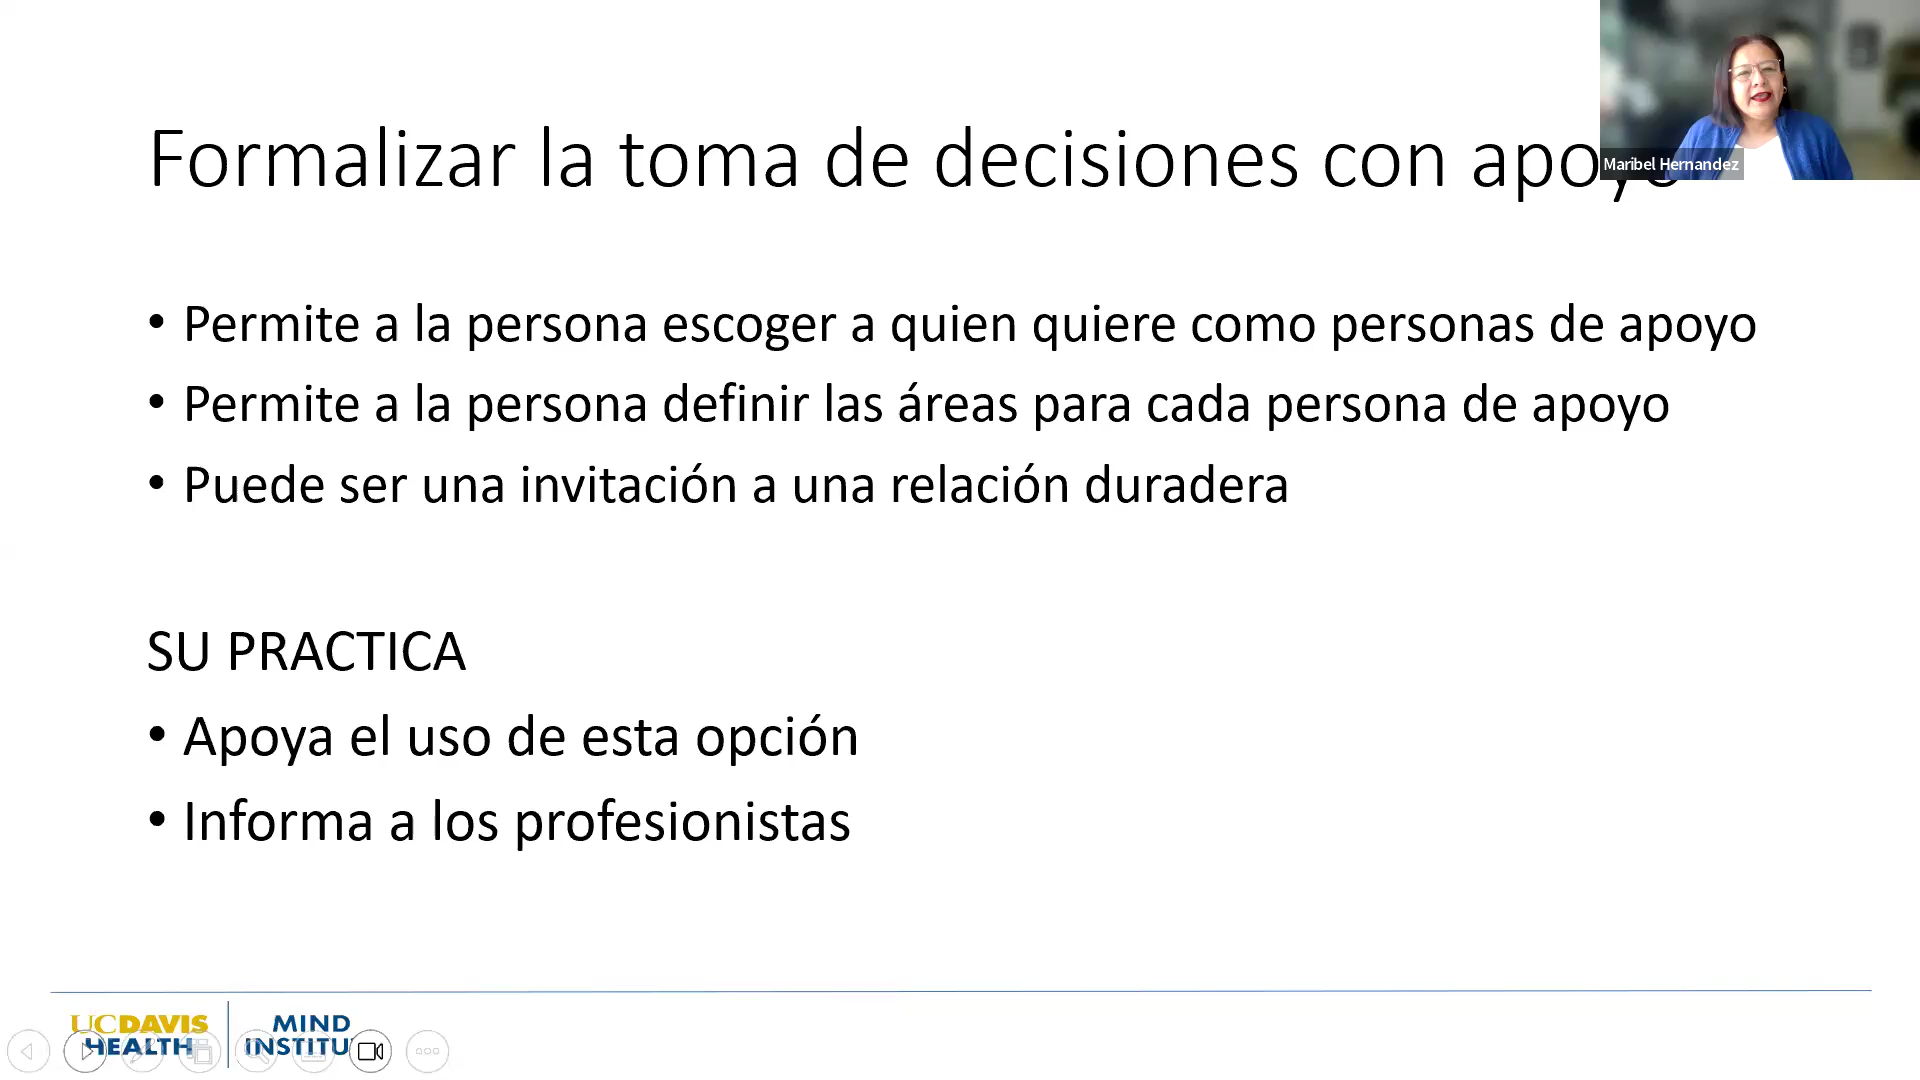 Formalizar la toma de decisiones con apoyo
Maribel Hernandez
• Permite a la persona escoger a quien quiere como personas de apoyo
• Permite a la persona definir las áreas para cada persona de apoyo
• Puede ser una invitación a una relación duradera
SU PRACTICA
• Apoya el uso de esta opción
• Informa a los profesionistas
UCDAVIS
HEALTH
MIND
INSTITU